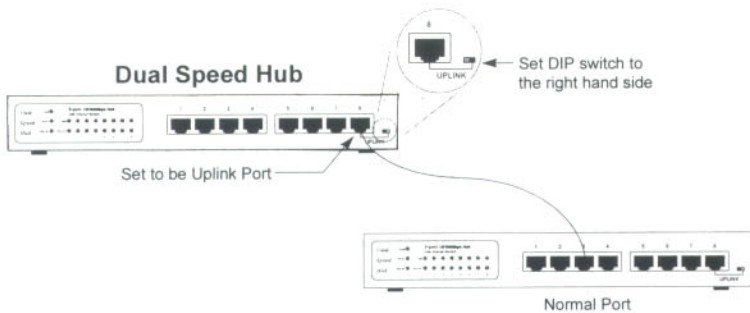 8
UPLINK
Set DIP switch to
the right hand side
Dual Speed Hub
1 2 3 4 5 6 7 8
UPLINK
Set to be Uplink Port
1 2 3 4 5 6 7 8
UPLINK
Normal Port